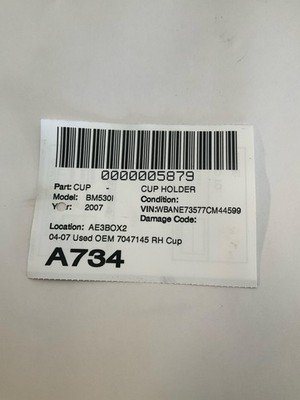 0000005879
Part: CUP - CUP HOLDER
Model: BM530I Condition:
Year: 2007 VIN:WBANE73577CM44599
Damage Code:
Location: AE3BOX2
04-07 Used OEM 7047145 RH Cup
A734